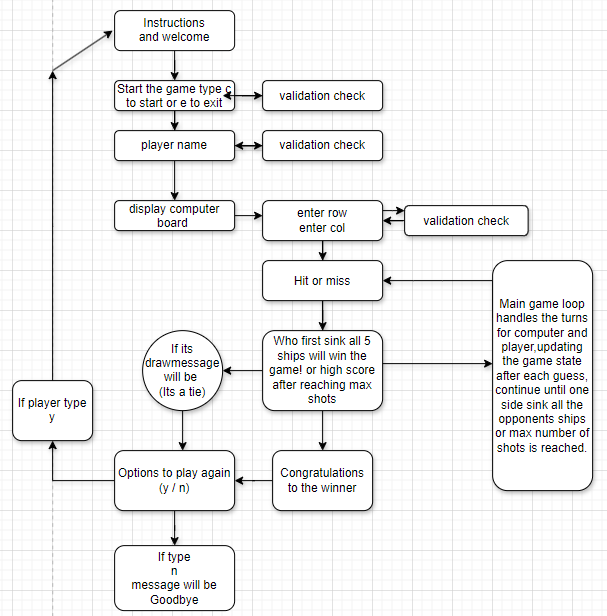 Instructions
and welcome
Start the game type c
to start or e to exit
validation check
player name
validation check
display computer
board
enter row
enter col
validation check
Hit or miss
Main game loop
handles the turns
for computer and
player,updating
the game state
after each guess,
continue until one
side sink all the
opponents ships
or max number of
shots is reached.
Who first sink all 5
ships will win the
game! or high score
after reaching max
shots
If its
drawmessage
will be
(Its a tie)
If player type
y
Options to play again
(y / n)
Congratulations
to the winner
If type
n
message will be
Goodbye